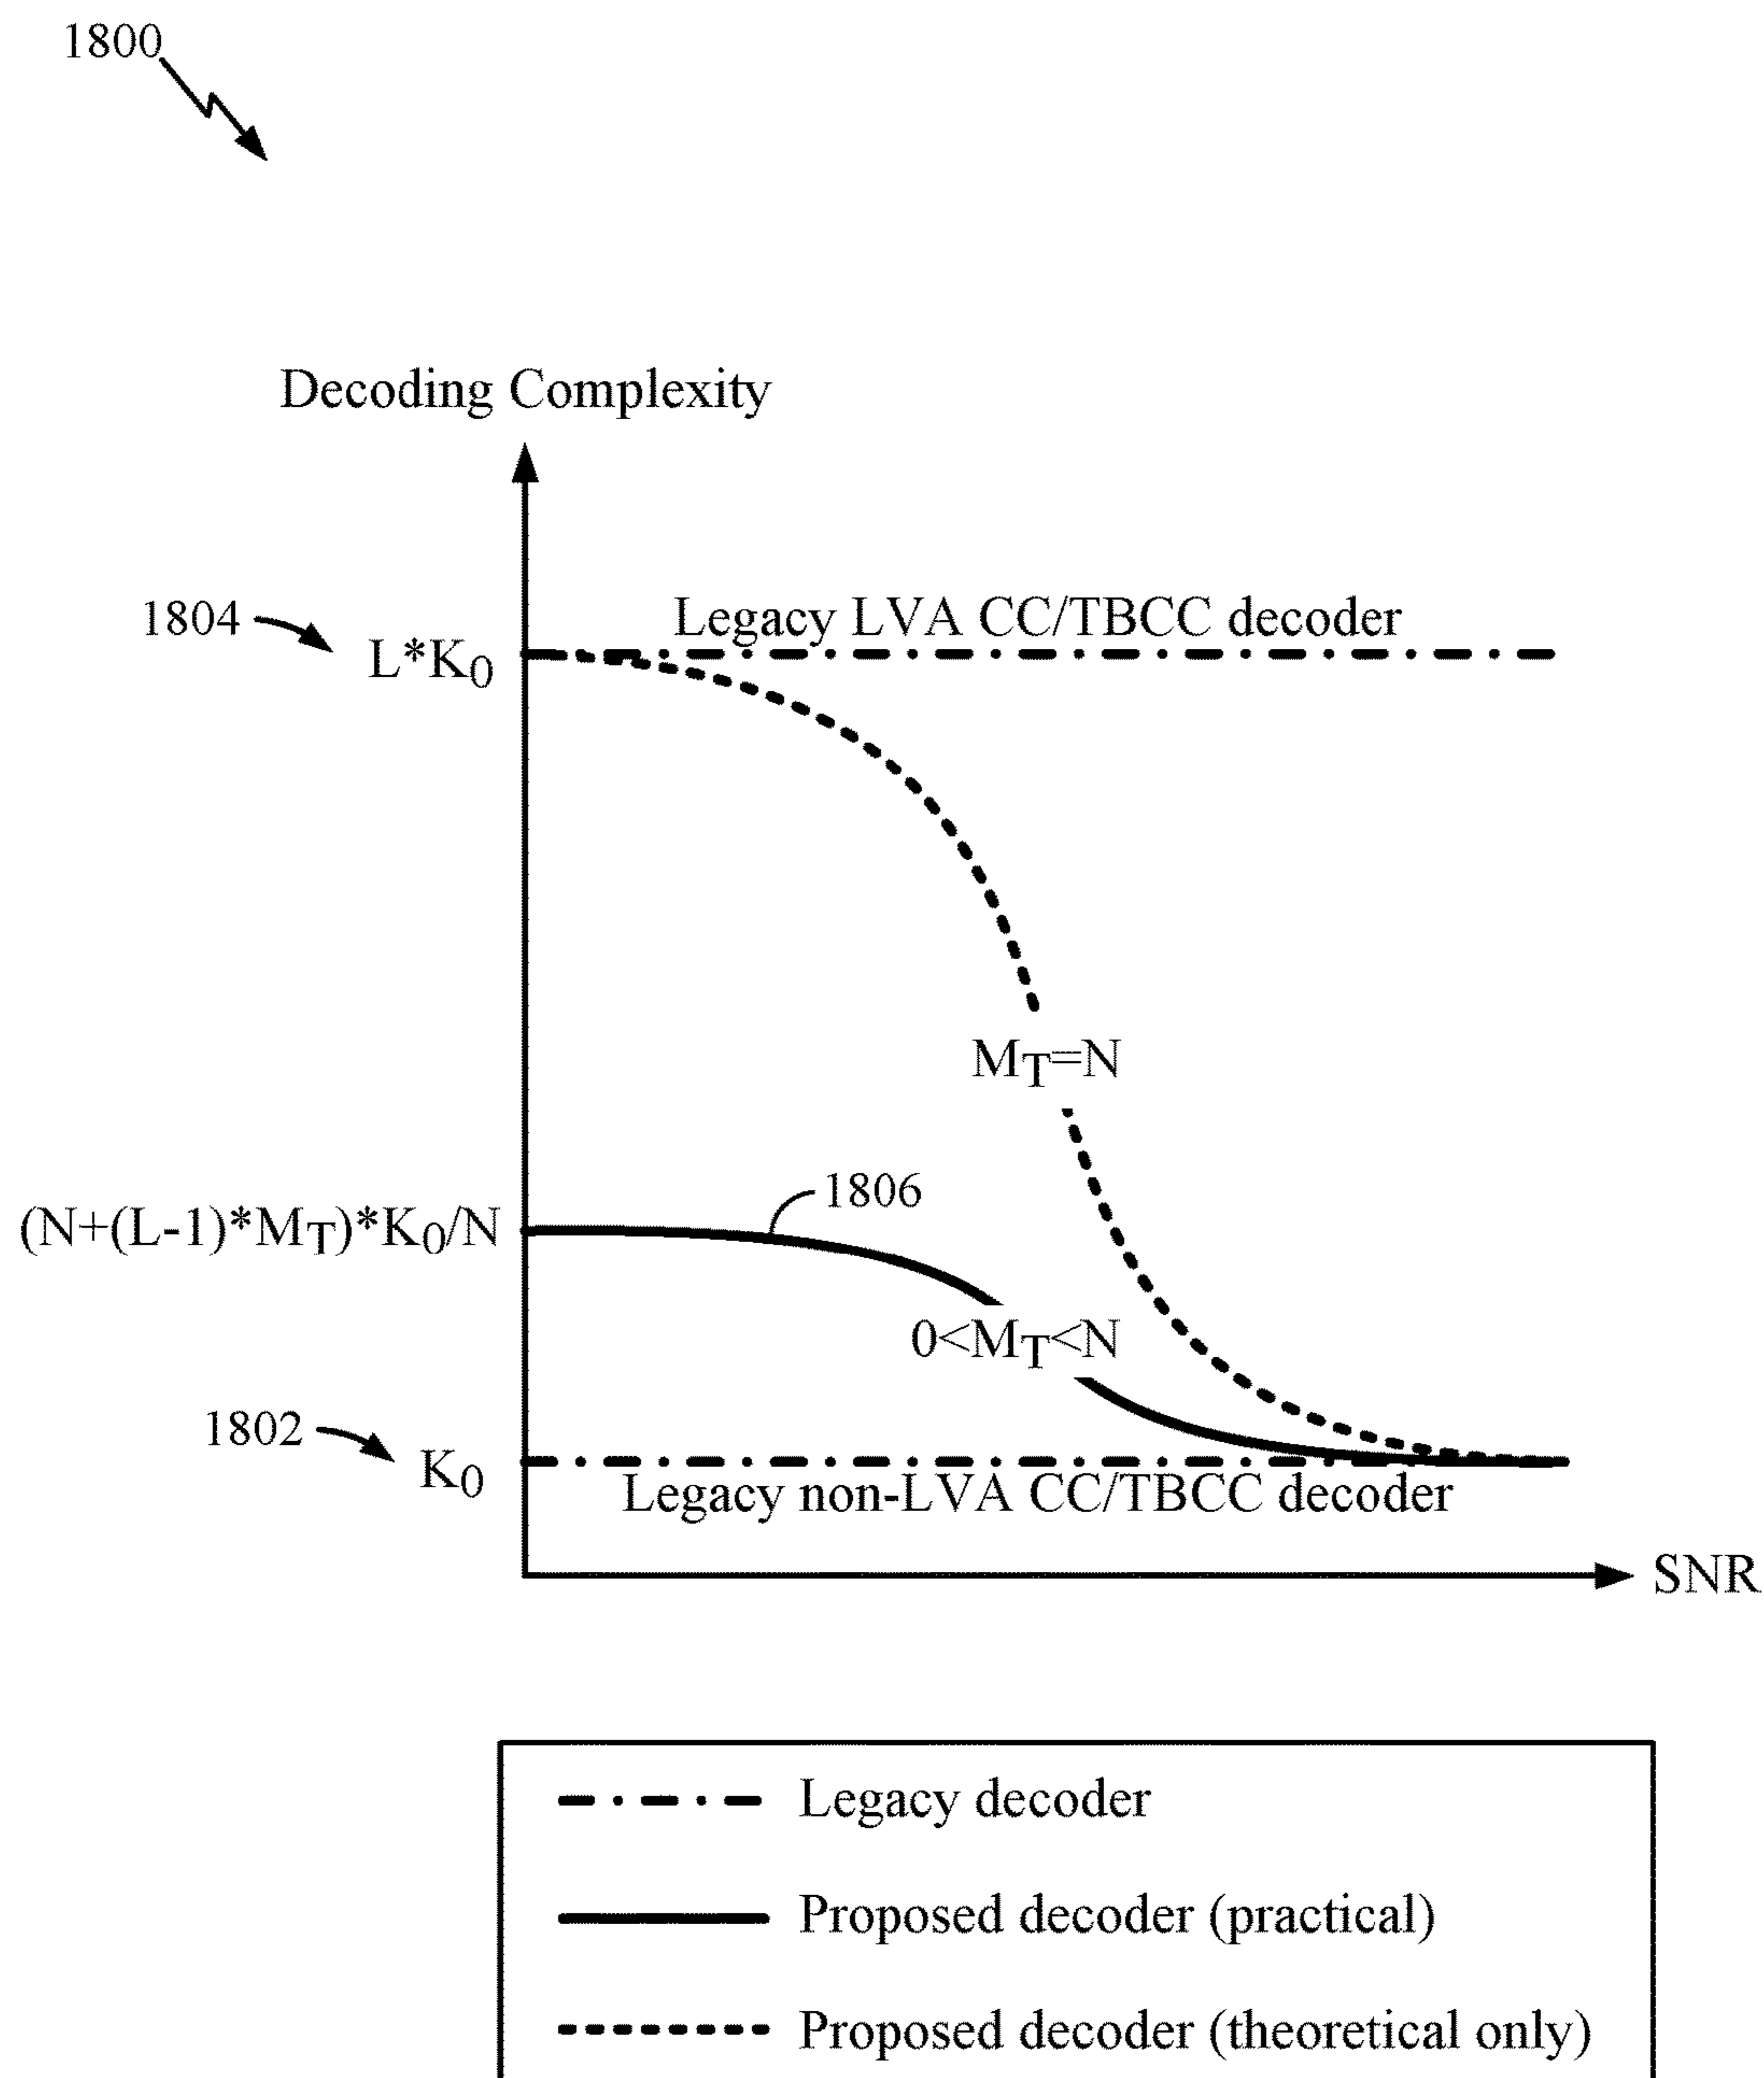 1800
Decoding Complexity
1804
L*K0
Legacy LVA CC/TBCC decoder
MT=N
1806
(N+(L-1)*MT)*K0/N
0<MT<N
1802
K0
Legacy non-LVA CC/TBCC decoder
SNR
Legacy decoder
Proposed decoder (practical)
Proposed decoder (theoretical only)